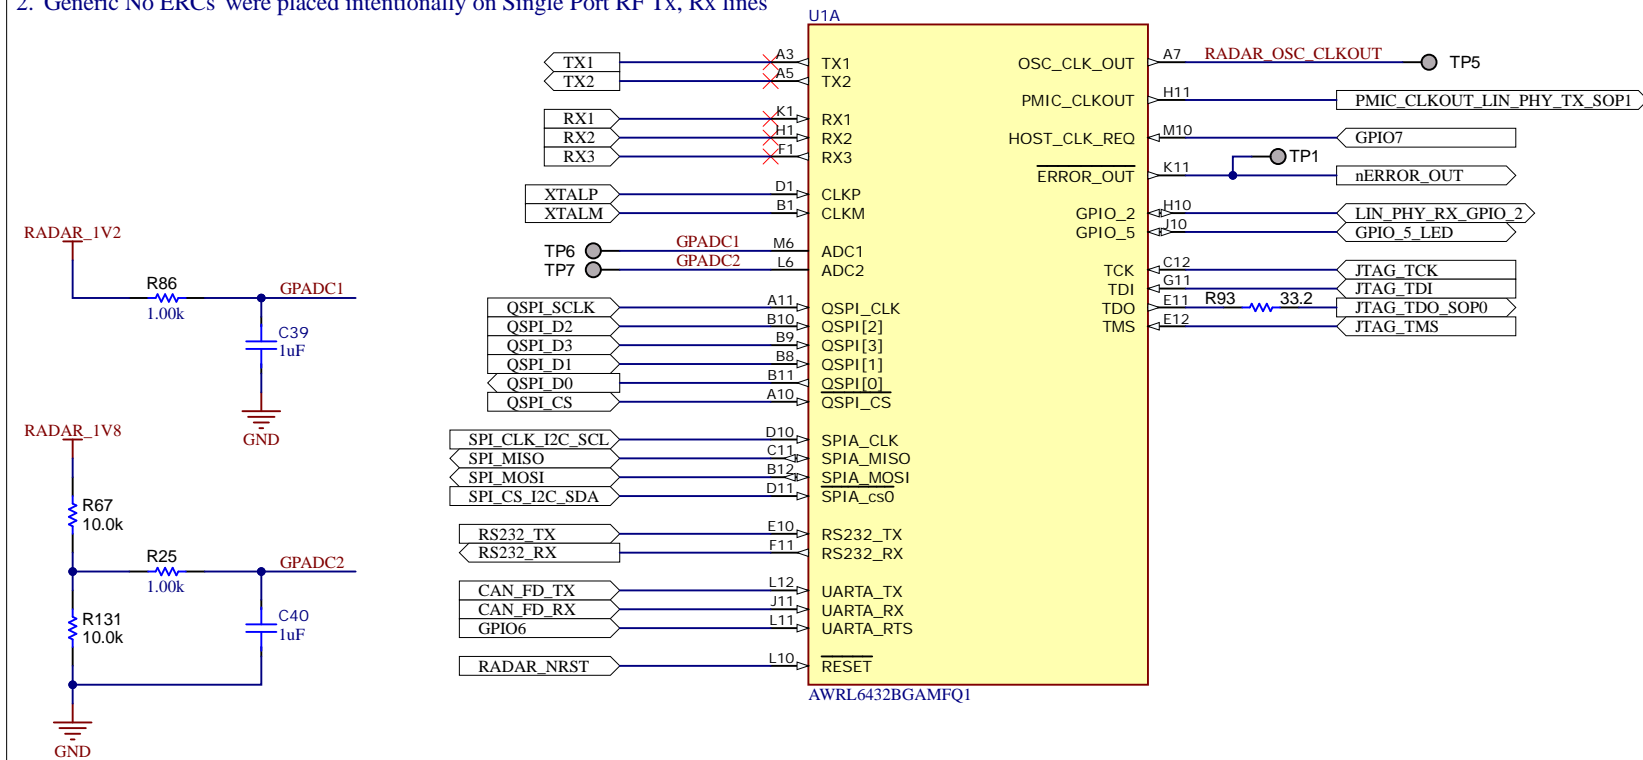 2. Generic No ERCs were placed intentionally on Single Port RF Tx, Rx lines
U1A
TX1 A3 TX1
TX2 A5 TX2
RX1 K1 RX1
RX2 H1 RX2
RX3 F1 RX3
XTALP D1 CLKP
XTALM B1 CLKM
TP6 GPADC1 M6 ADC1
TP7 GPADC2 L6 ADC2
QSPI_SCLK A11 QSPI_CLK
QSPI_D2 B10 QSPI[2]
QSPI_D3 B9 QSPI[3]
QSPI_D1 B8 QSPI[1]
QSPI_D0 B11 QSPI[0]
QSPI_CS A10 QSPI_CS
SPI_CLK_I2C_SCL D10 SPIA_CLK
SPI_MISO C11 SPIA_MISO
SPI_MOSI B12 SPIA_MOSI
SPI_CS_I2C_SDA D11 SPIA_cs0
RS232_TX E10 RS232_TX
RS232_RX F11 RS232_RX
CAN_FD_TX L12 UARTA_TX
CAN_FD_RX J11 UARTA_RX
GPIO6 L11 UARTA_RTS
RADAR_NRST L10 RESET
OSC_CLK_OUT A7 RADAR_OSC_CLKOUT TP5
PMIC_CLKOUT H11 PMIC_CLKOUT_LIN_PHY_TX_SOP1
HOST_CLK_REQ M10 GPIO7
TP1
ERROR_OUT K11 nERROR_OUT
GPIO_2 H10 LIN_PHY_RX_GPIO_2
GPIO_5 J10 GPIO_5_LED
TCK C12 JTAG_TCK
TDI G11 JTAG_TDI
TDO E11 R93 33.2 JTAG_TDO_SOP0
TMS E12 JTAG_TMS
AWRL6432BGAMFQ1
RADAR_1V2
R86
1.00k
GPADC1
C39
1uF
GND
RADAR_1V8
R67
10.0k
R25
1.00k
GPADC2
R131
10.0k
C40
1uF
GND